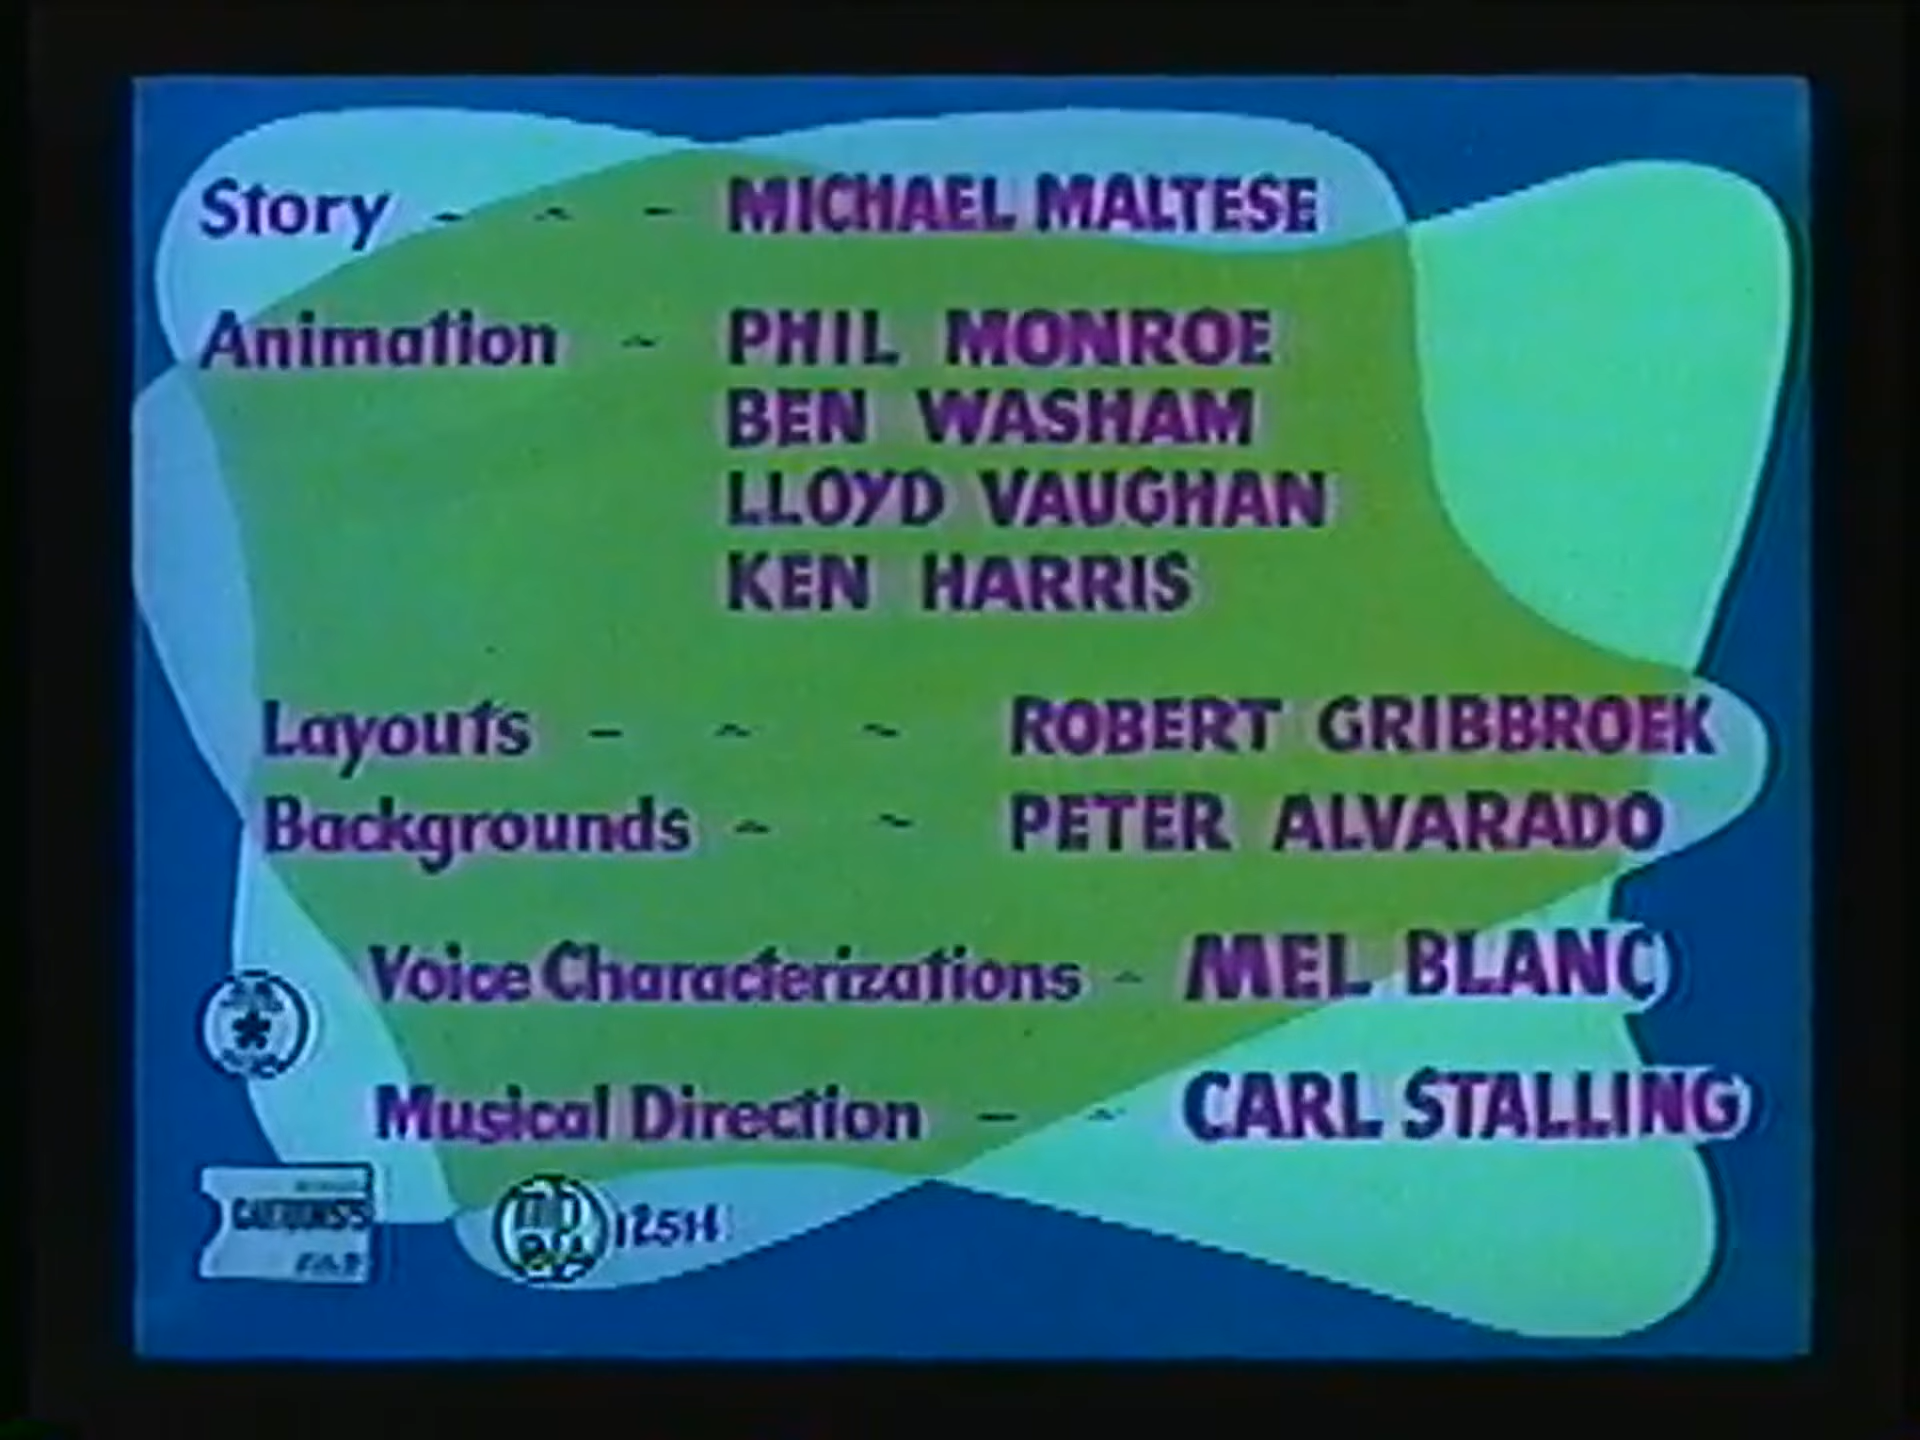 Story - - - MICHAEL MALTESE
Animation - PHIL MONROE
BEN WASHAM
LLOYD VAUGHAN
KEN HARRIS
Layouts - - - ROBERT GRIBBROEK
Backgrounds - - PETER ALVARADO
Voice Characterizations - MEL BLANC
Musical Direction - - CARL STALLING